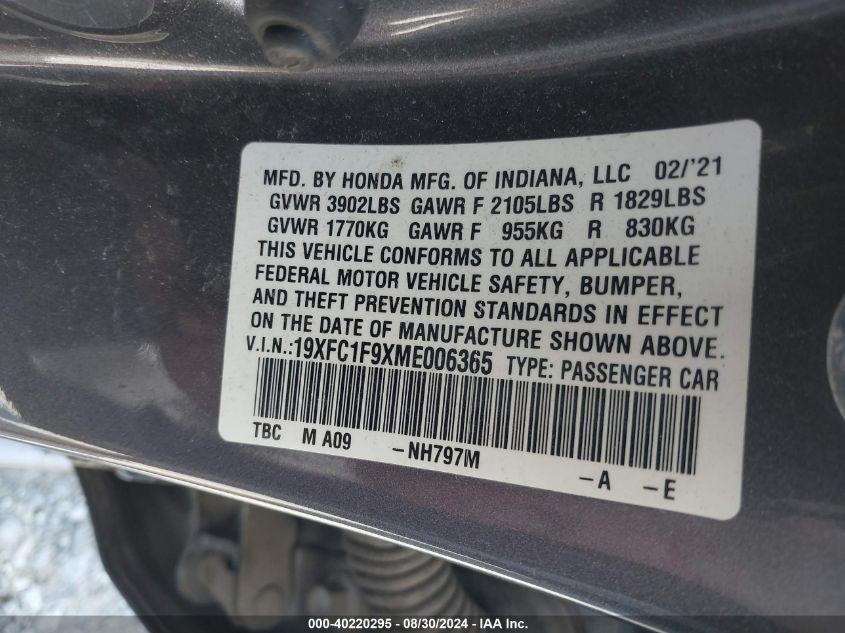 MFD. BY HONDA MFG. OF INDIANA, LLC 02/'21
GVWR 3902LBS GAWR F 2105LBS R 1829LBS
GVWR 1770KG GAWR F 955KG R 830KG
THIS VEHICLE CONFORMS TO ALL APPLICABLE
FEDERAL MOTOR VEHICLE SAFETY, BUMPER,
AND THEFT PREVENTION STANDARDS IN EFFECT
ON THE DATE OF MANUFACTURE SHOWN ABOVE.
V.I.N.:19XFC1F9XME006365 TYPE: PASSENGER CAR
TBC M A09 -NH797M -A -E
000-40220295 - 08/30/2024 - IAA Inc.